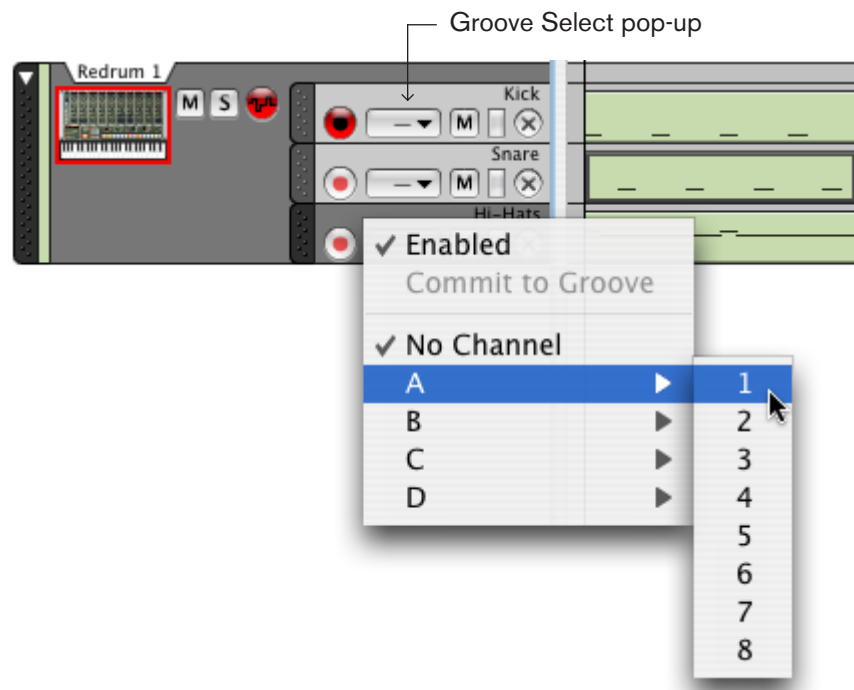 Groove Select pop-up
Redrum 1
M S
Kick
M
Snare
M
Hi-Hats
Enabled
Commit to Groove
No Channel
A
B
C
D
1
2
3
4
5
6
7
8